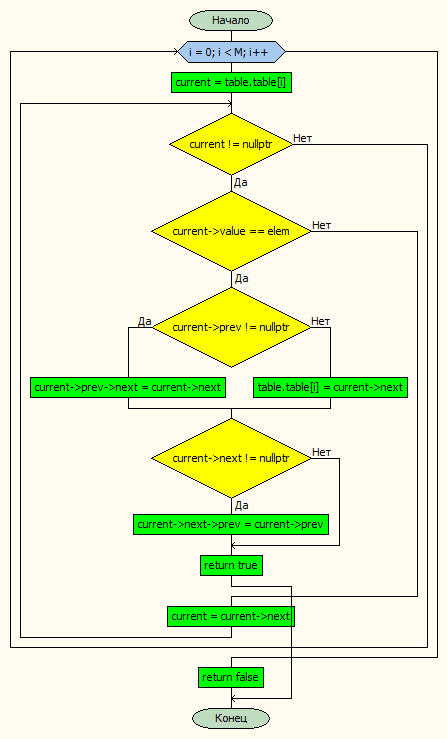 Начало
i = 0; i < M; i++
current = table.table[i]
current != nullptr
Нет
Да
current->value == elem
Нет
Да
current->prev != nullptr
Да
Нет
current->prev->next = current->next
table.table[i] = current->next
current->next != nullptr
Нет
Да
current->next->prev = current->prev
return true
current = current->next
return false
Конец